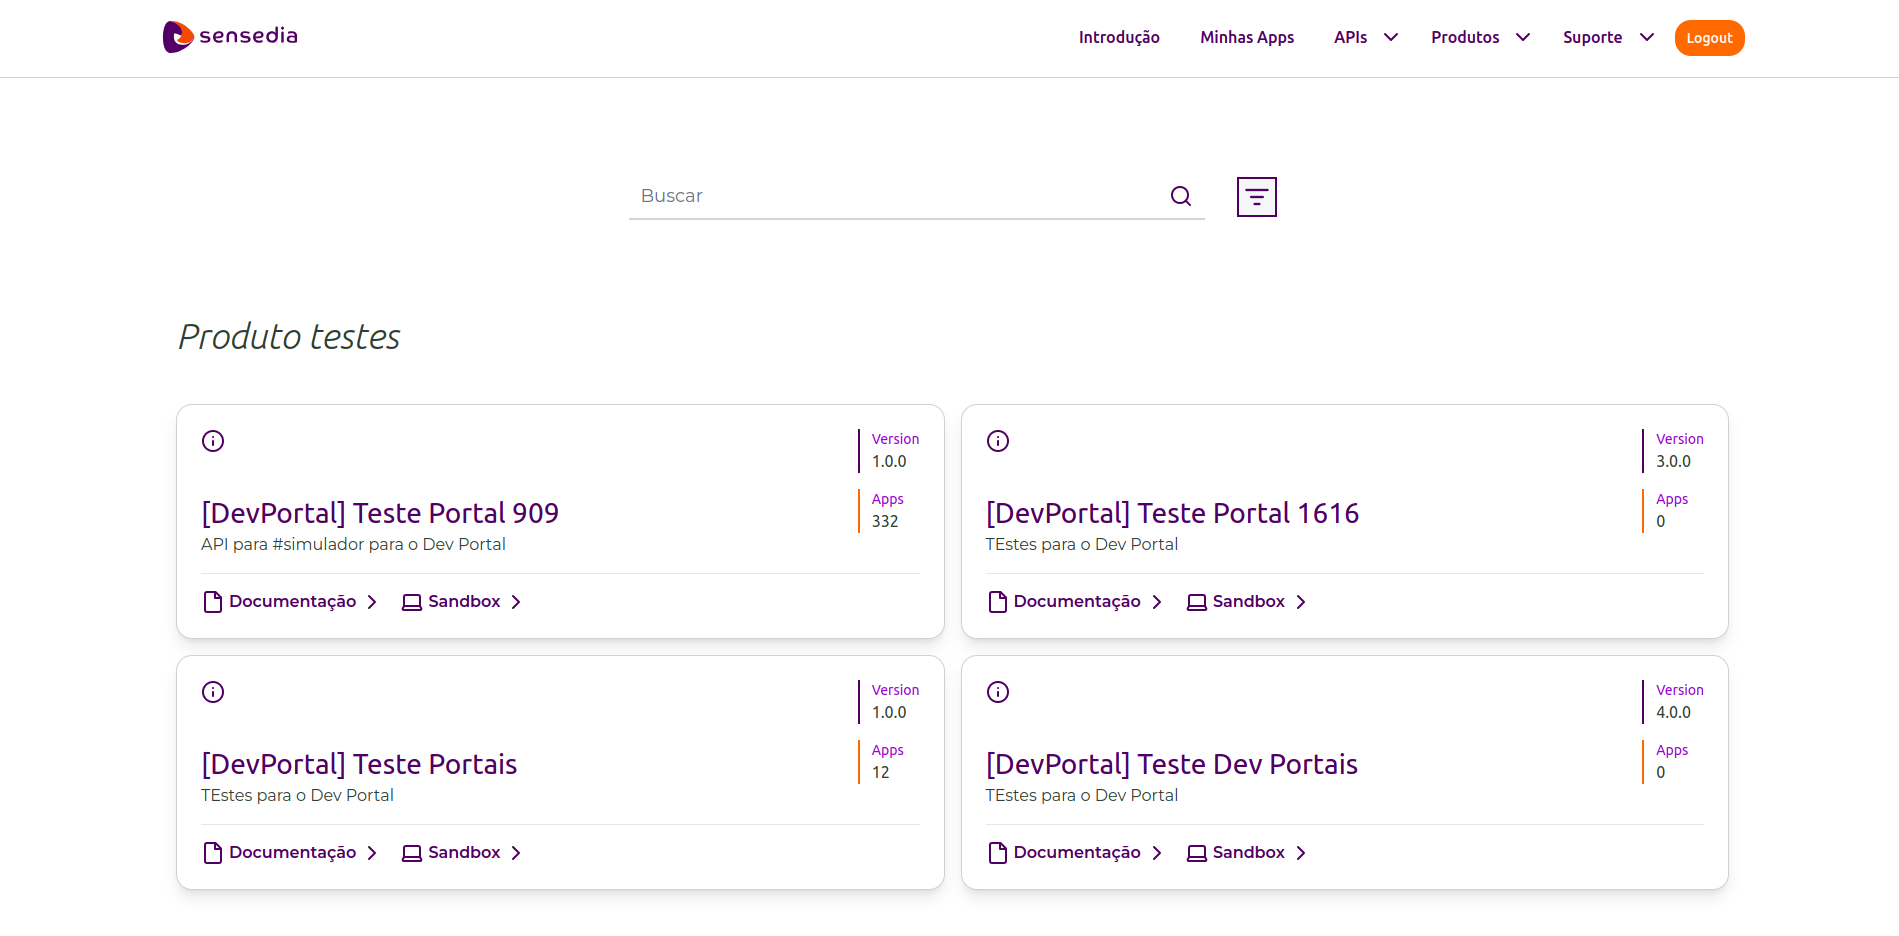 sensedia
Introdução
Minhas Apps
APIs
Produtos
Suporte
Logout
Buscar
Produto testes
Version
1.0.0
Apps
332
[DevPortal] Teste Portal 909
API para #simulador para o Dev Portal
Documentação
Sandbox
Version
3.0.0
Apps
0
[DevPortal] Teste Portal 1616
TEstes para o Dev Portal
Documentação
Sandbox
Version
1.0.0
Apps
12
[DevPortal] Teste Portais
TEstes para o Dev Portal
Documentação
Sandbox
Version
4.0.0
Apps
0
[DevPortal] Teste Dev Portais
TEstes para o Dev Portal
Documentação
Sandbox